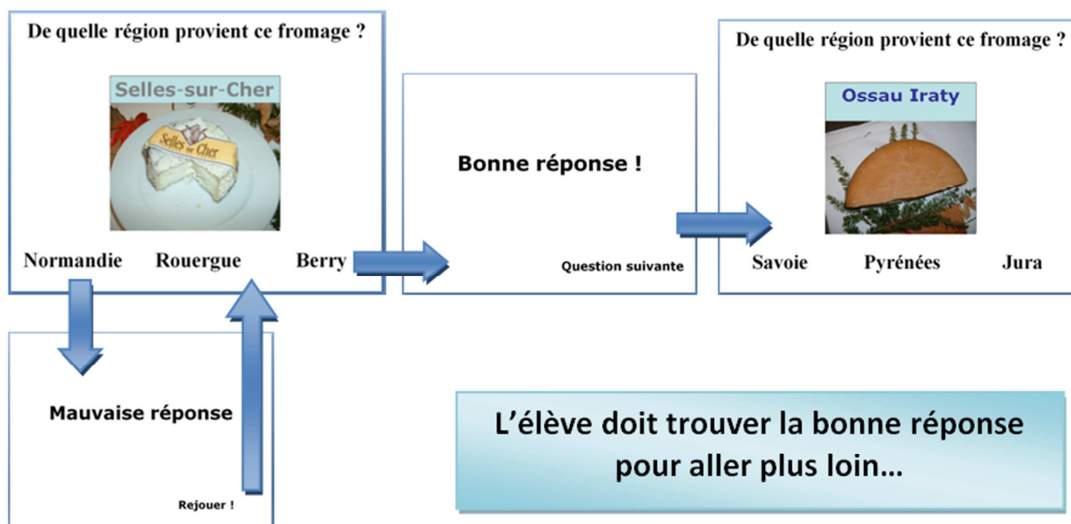 De quelle région provient ce fromage ?
Selles-sur-Cher
Selles sur Cher
Normandie Rouergue Berry
Bonne réponse !
Question suivante
De quelle région provient ce fromage ?
Ossau Iraty
Savoie Pyrénées Jura
Mauvaise réponse
Rejouer !
L'élève doit trouver la bonne réponse
pour aller plus loin...